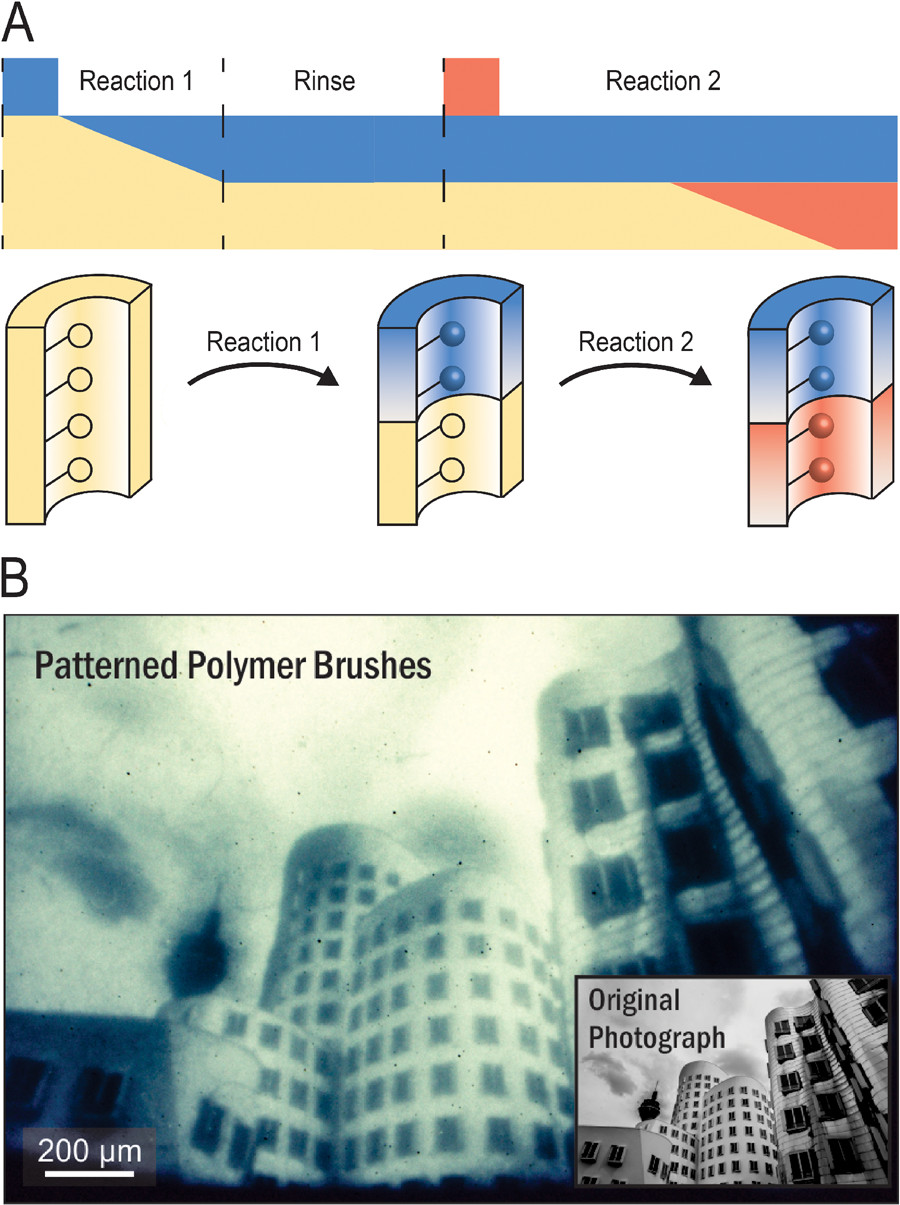 A
Reaction 1
Rinse
Reaction 2
Reaction 1
Reaction 2
B
Patterned Polymer Brushes
Original
Photograph
200 µm